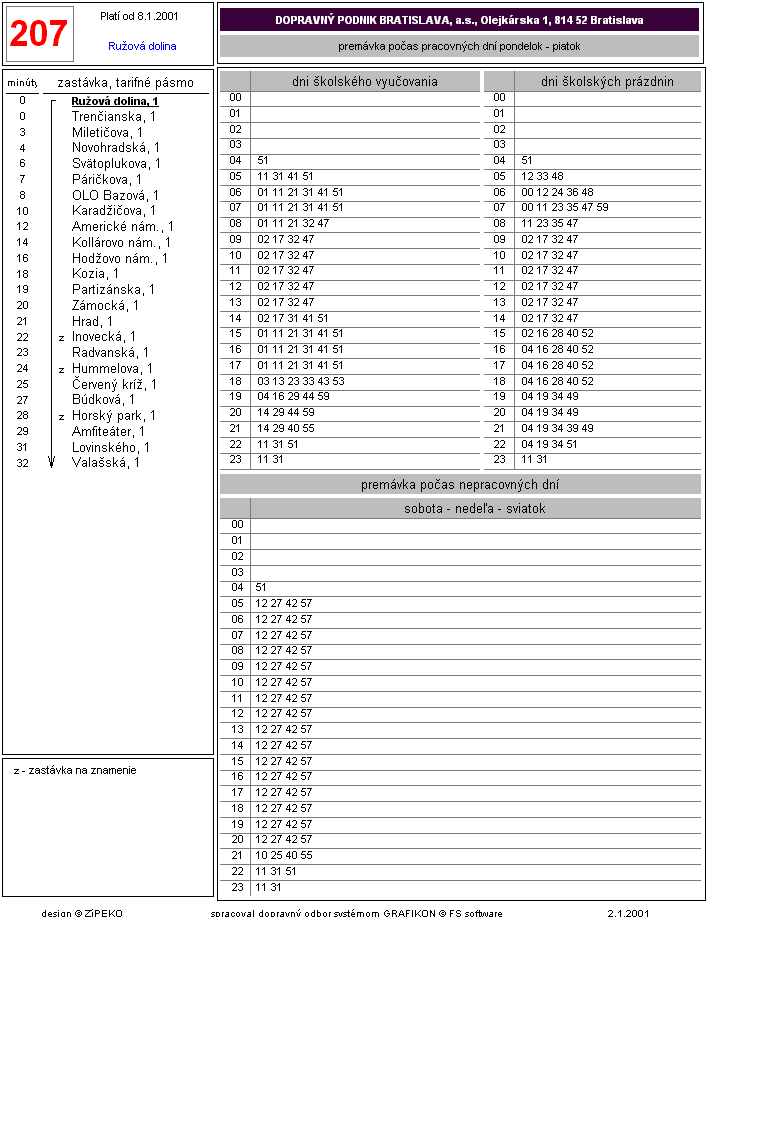 207
Platí od 8.1.2001
Ružová dolina
DOPRAVNÝ PODNIK BRATISLAVA, a.s., Olejkárska 1, 814 52 Bratislava
premávka počas pracovných dní pondelok - piatok
minúty zastávka, tarifné pásmo
0 Ružová dolina, 1
0 Trenčianska, 1
3 Miletičova, 1
4 Novohradská, 1
6 Svätoplukova, 1
7 Páričkova, 1
8 OLO Bazová, 1
10 Karadžičova, 1
12 Americké nám., 1
14 Kollárovo nám., 1
16 Hodžovo nám., 1
18 Kozia, 1
19 Partizánska, 1
20 Zámocká, 1
21 Hrad, 1
22 z Inovecká, 1
23 Radvanská, 1
24 z Hummelova, 1
25 Červený kríž, 1
27 Búdková, 1
28 z Horský park, 1
29 Amfiteáter, 1
31 Lovinského, 1
32 Valašská, 1
z - zastávka na znamenie
dni školského vyučovania
00
01
02
03
04 51
05 11 31 41 51
06 01 11 21 31 41 51
07 01 11 21 31 41 51
08 01 11 21 32 47
09 02 17 32 47
10 02 17 32 47
11 02 17 32 47
12 02 17 32 47
13 02 17 32 47
14 02 17 31 41 51
15 01 11 21 31 41 51
16 01 11 21 31 41 51
17 01 11 21 31 41 51
18 03 13 23 33 43 53
19 04 16 29 44 59
20 14 29 44 59
21 14 29 40 55
22 11 31 51
23 11 31
dni školských prázdnin
00
01
02
03
04 51
05 12 33 48
06 00 12 24 36 48
07 00 11 23 35 47 59
08 11 23 35 47
09 02 17 32 47
10 02 17 32 47
11 02 17 32 47
12 02 17 32 47
13 02 17 32 47
14 02 17 32 47
15 02 16 28 40 52
16 04 16 28 40 52
17 04 16 28 40 52
18 04 16 28 40 52
19 04 19 34 49
20 04 19 34 49
21 04 19 34 39 49
22 04 19 34 51
23 11 31
premávka počas nepracovných dní
sobota - nedeľa - sviatok
00
01
02
03
04 51
05 12 27 42 57
06 12 27 42 57
07 12 27 42 57
08 12 27 42 57
09 12 27 42 57
10 12 27 42 57
11 12 27 42 57
12 12 27 42 57
13 12 27 42 57
14 12 27 42 57
15 12 27 42 57
16 12 27 42 57
17 12 27 42 57
18 12 27 42 57
19 12 27 42 57
20 12 27 42 57
21 10 25 40 55
22 11 31 51
23 11 31
design © ZíPEKO spracoval dopravný odbor systémom GRAFIKON © FS software 2.1.2001